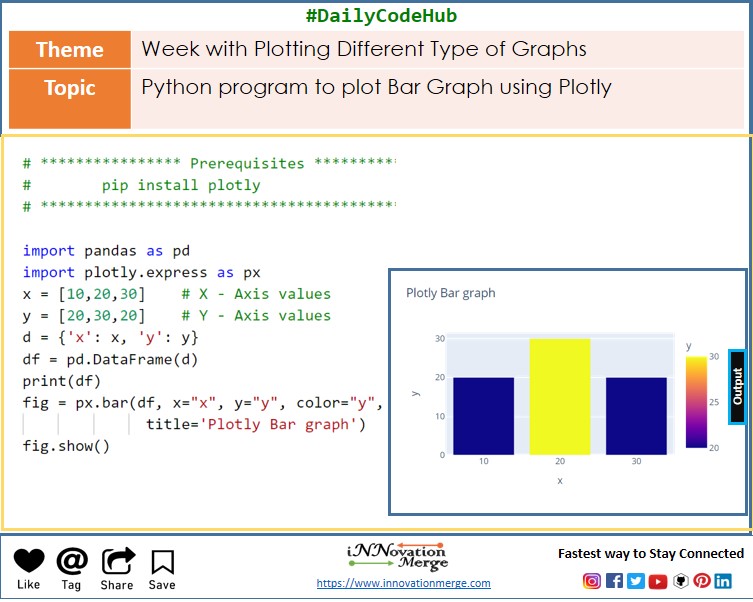 #DailyCodeHub
Theme
Week with Plotting Different Type of Graphs
Topic
Python program to plot Bar Graph using Plotly
# **************** Prerequisites *********
#        pip install plotly
# ****************************************
import pandas as pd
import plotly.express as px
x = [10,20,30]    # X - Axis values
y = [20,30,20]    # Y - Axis values
d = {'x': x, 'y': y}
df = pd.DataFrame(d)
print(df)
fig = px.bar(df, x="x", y="y", color="y",
title='Plotly Bar graph')
fig.show()
Plotly Bar graph
30
20
10
0
y
10
20
30
x
y
30
25
20
Output
Like
Tag
Share
Save
iNNovation
Merge
https://www.innovationmerge.com
Fastest way to Stay Connected